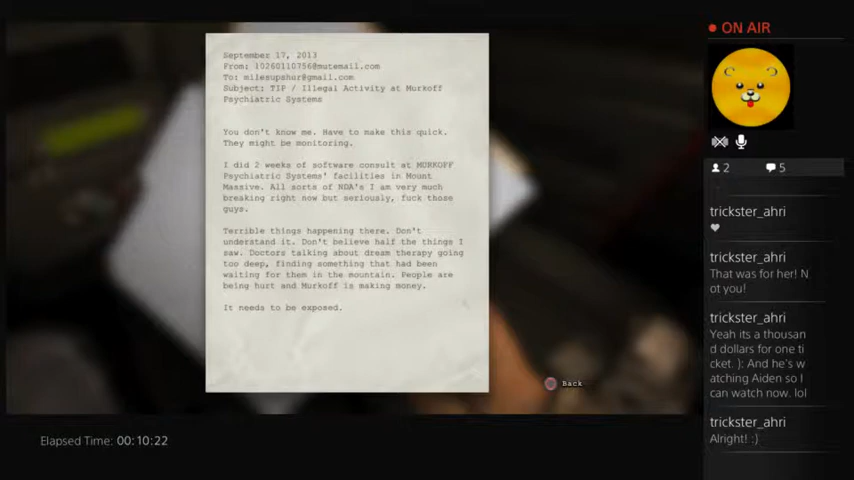 September 17, 2013
From: 10260110756@mutemail.com
To: milesupshur@gmail.com
Subject: TIP / Illegal Activity at Murkoff
Psychiatric Systems
You don't know me. Have to make this quick.
They might be monitoring.
I did 2 weeks of software consult at MURKOFF
Psychiatric Systems' facilities in Mount
Massive. All sorts of NDA's I am very much
breaking right now but seriously, fuck those
guys.
Terrible things happening there. Don't
understand it. Don't believe half the things I
saw. Doctors talking about dream therapy going
too deep, finding something that had been
waiting for them in the mountain. People are
being hurt and Murkoff is making money.
It needs to be exposed.
Back
Elapsed Time: 00:10:22
ON AIR
2
5
trickster_ahri
♥
trickster_ahri
That was for her! N
ot you!
trickster_ahri
Yeah its a thousan
d dollars for one ti
cket. ): And he's w
atching Aiden so I
can watch now. lol
trickster_ahri
Alright! :)